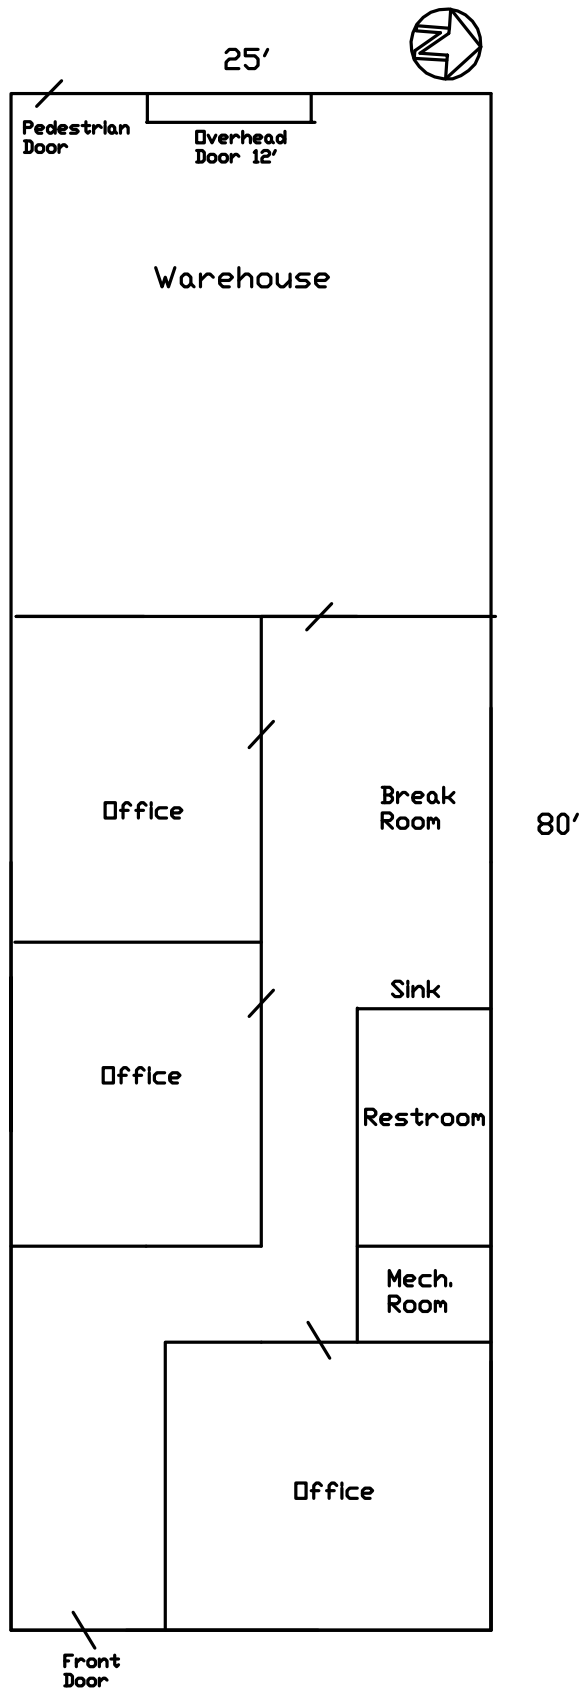 N
25'
Pedestrian
Door
Overhead
Door 12'
Warehouse
Office
Break
Room
80'
Sink
Office
Restroom
Mech.
Room
Office
Front
Door